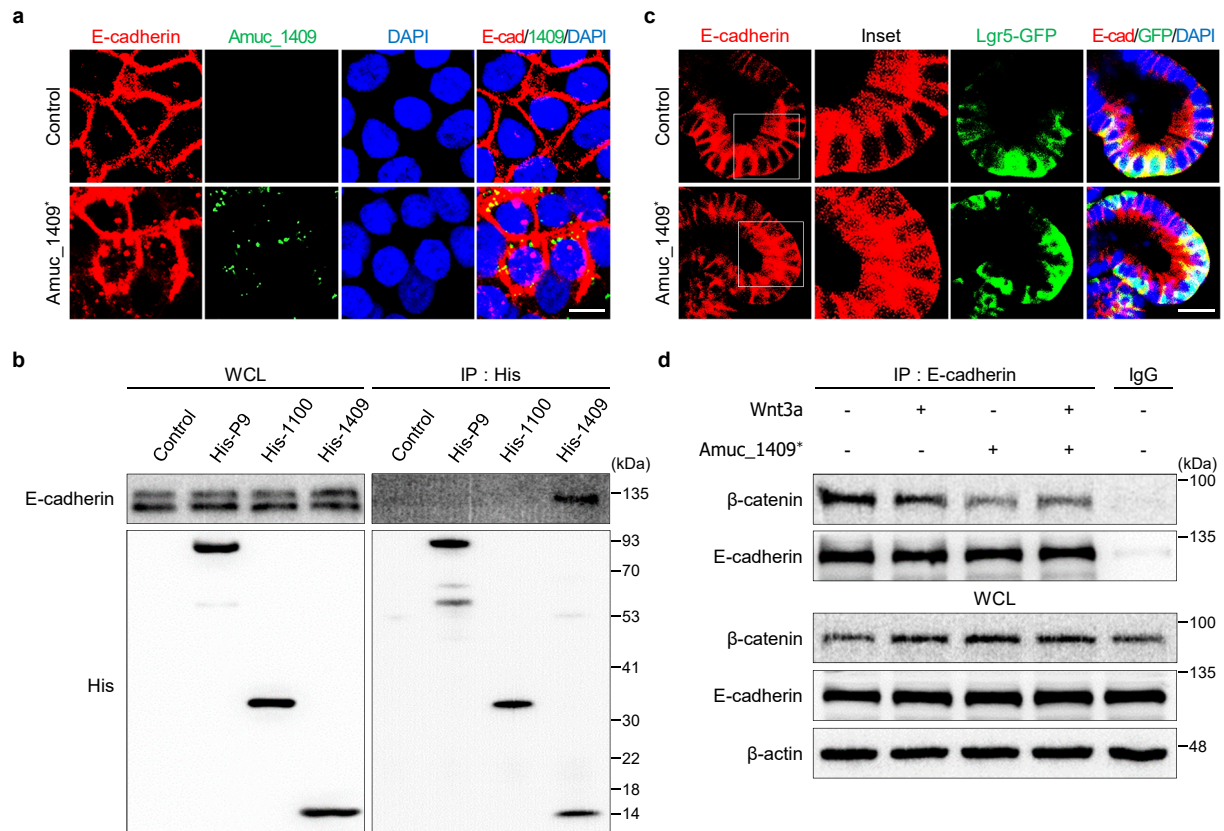 a
E-cadherin Amuc_1409 DAPI E-cad/1409/DAPI
Control
Amuc_1409*
b
WCL IP : His
Control His-P9 His-1100 His-1409 Control His-P9 His-1100 His-1409
(kDa)
E-cadherin
135
His
93
70
53
41
30
22
18
14
c
E-cadherin Inset Lgr5-GFP E-cad/GFP/DAPI
Control
Amuc_1409*
d
IP : E-cadherin IgG
Wnt3a - + - + -
Amuc_1409* - - + + -
(kDa)
β-catenin 100
E-cadherin 135
WCL
β-catenin 100
E-cadherin 135
β-actin 48